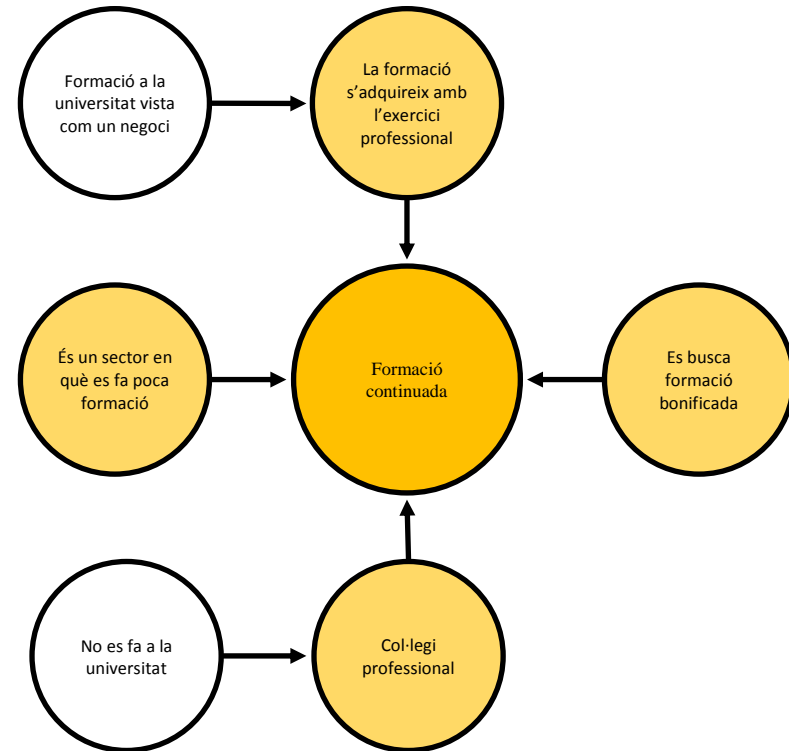 Formació a la
universitat vista
com un negoci
La formació
s’adquireix amb
l’exercici
professional
És un sector en
què es fa poca
formació
Formació
continuada
Es busca
formació
bonificada
No es fa a la
universitat
Col·legi
professional